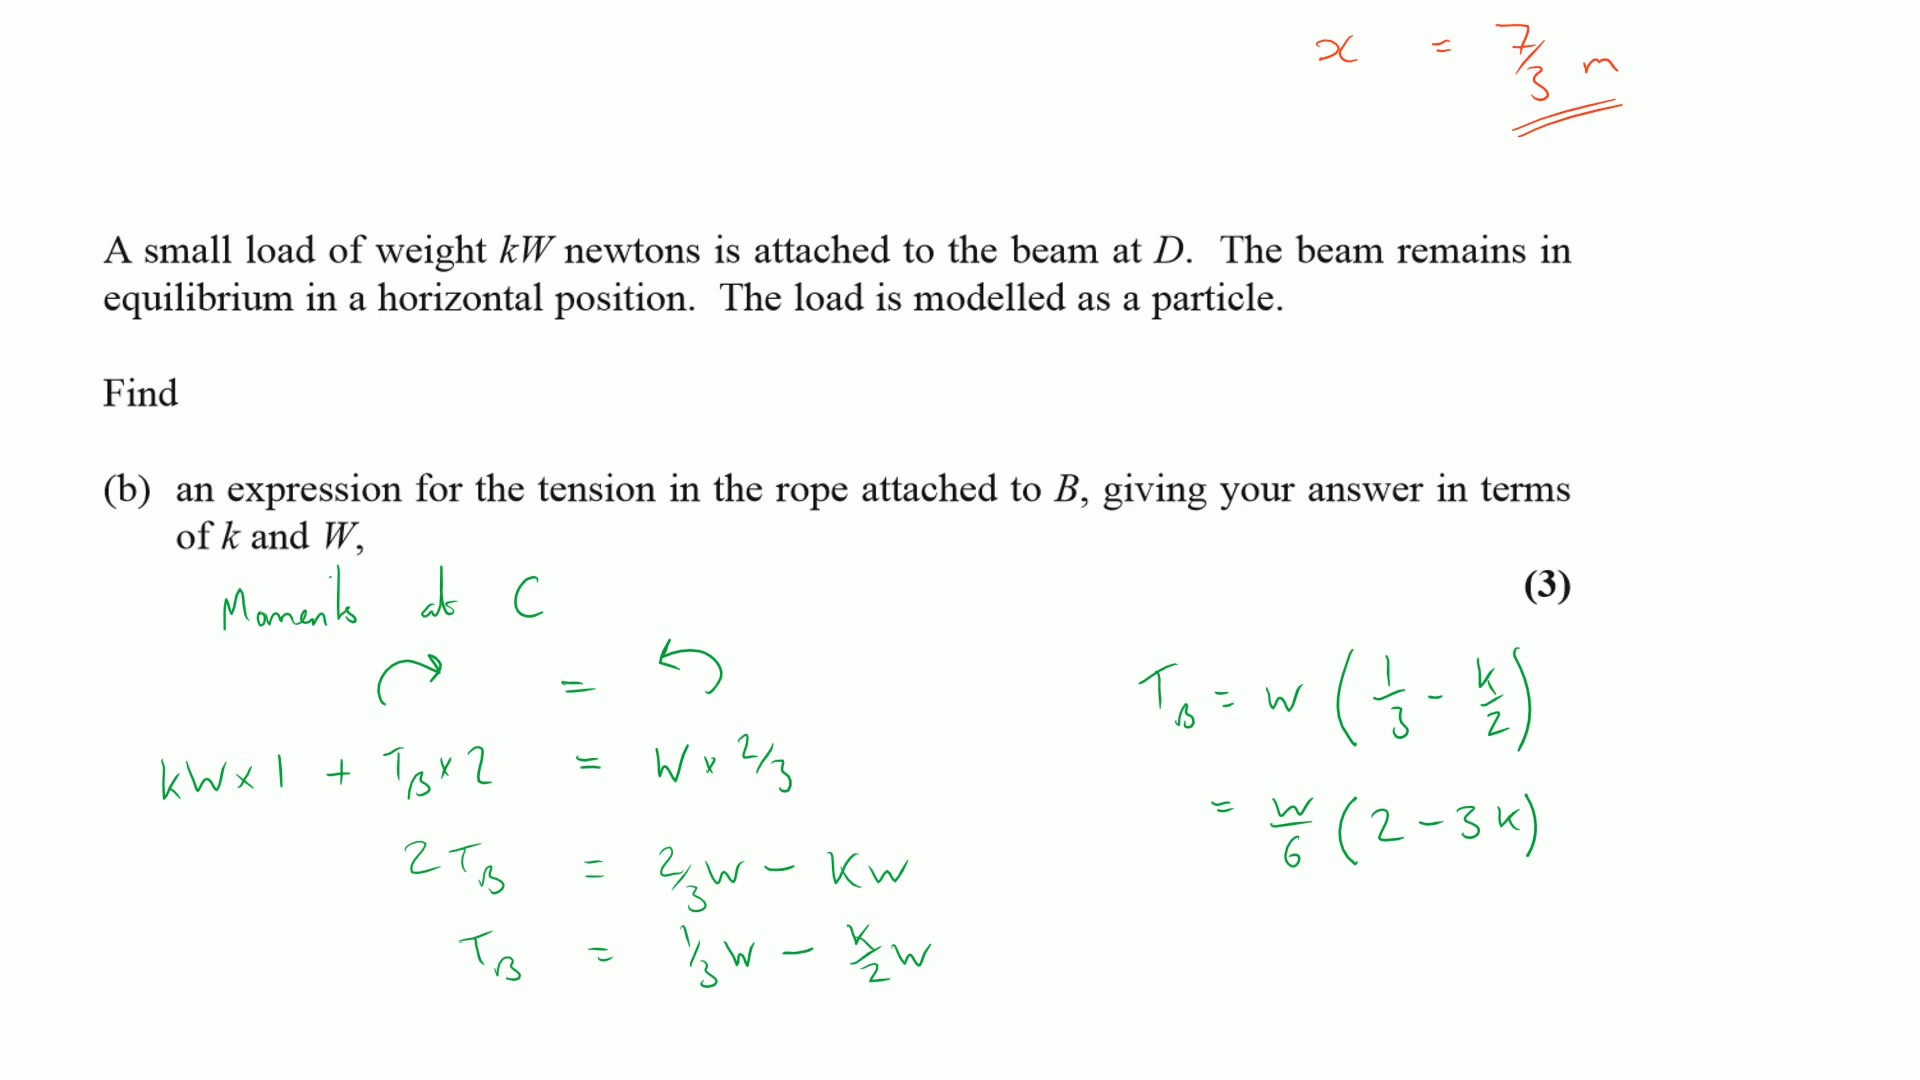 x = 7/3 m
A small load of weight kW newtons is attached to the beam at D. The beam remains in
equilibrium in a horizontal position. The load is modelled as a particle.
Find
(b) an expression for the tension in the rope attached to B, giving your answer in terms
of k and W,
(3)
Moments at C
↷ = ↶
kW×1 + T_B×2 = W×2/3
2T_B = 2/3W − KW
T_B = 1/3W − K/2W
T_B = W(1/3 − k/2)
= W/6(2 − 3K)